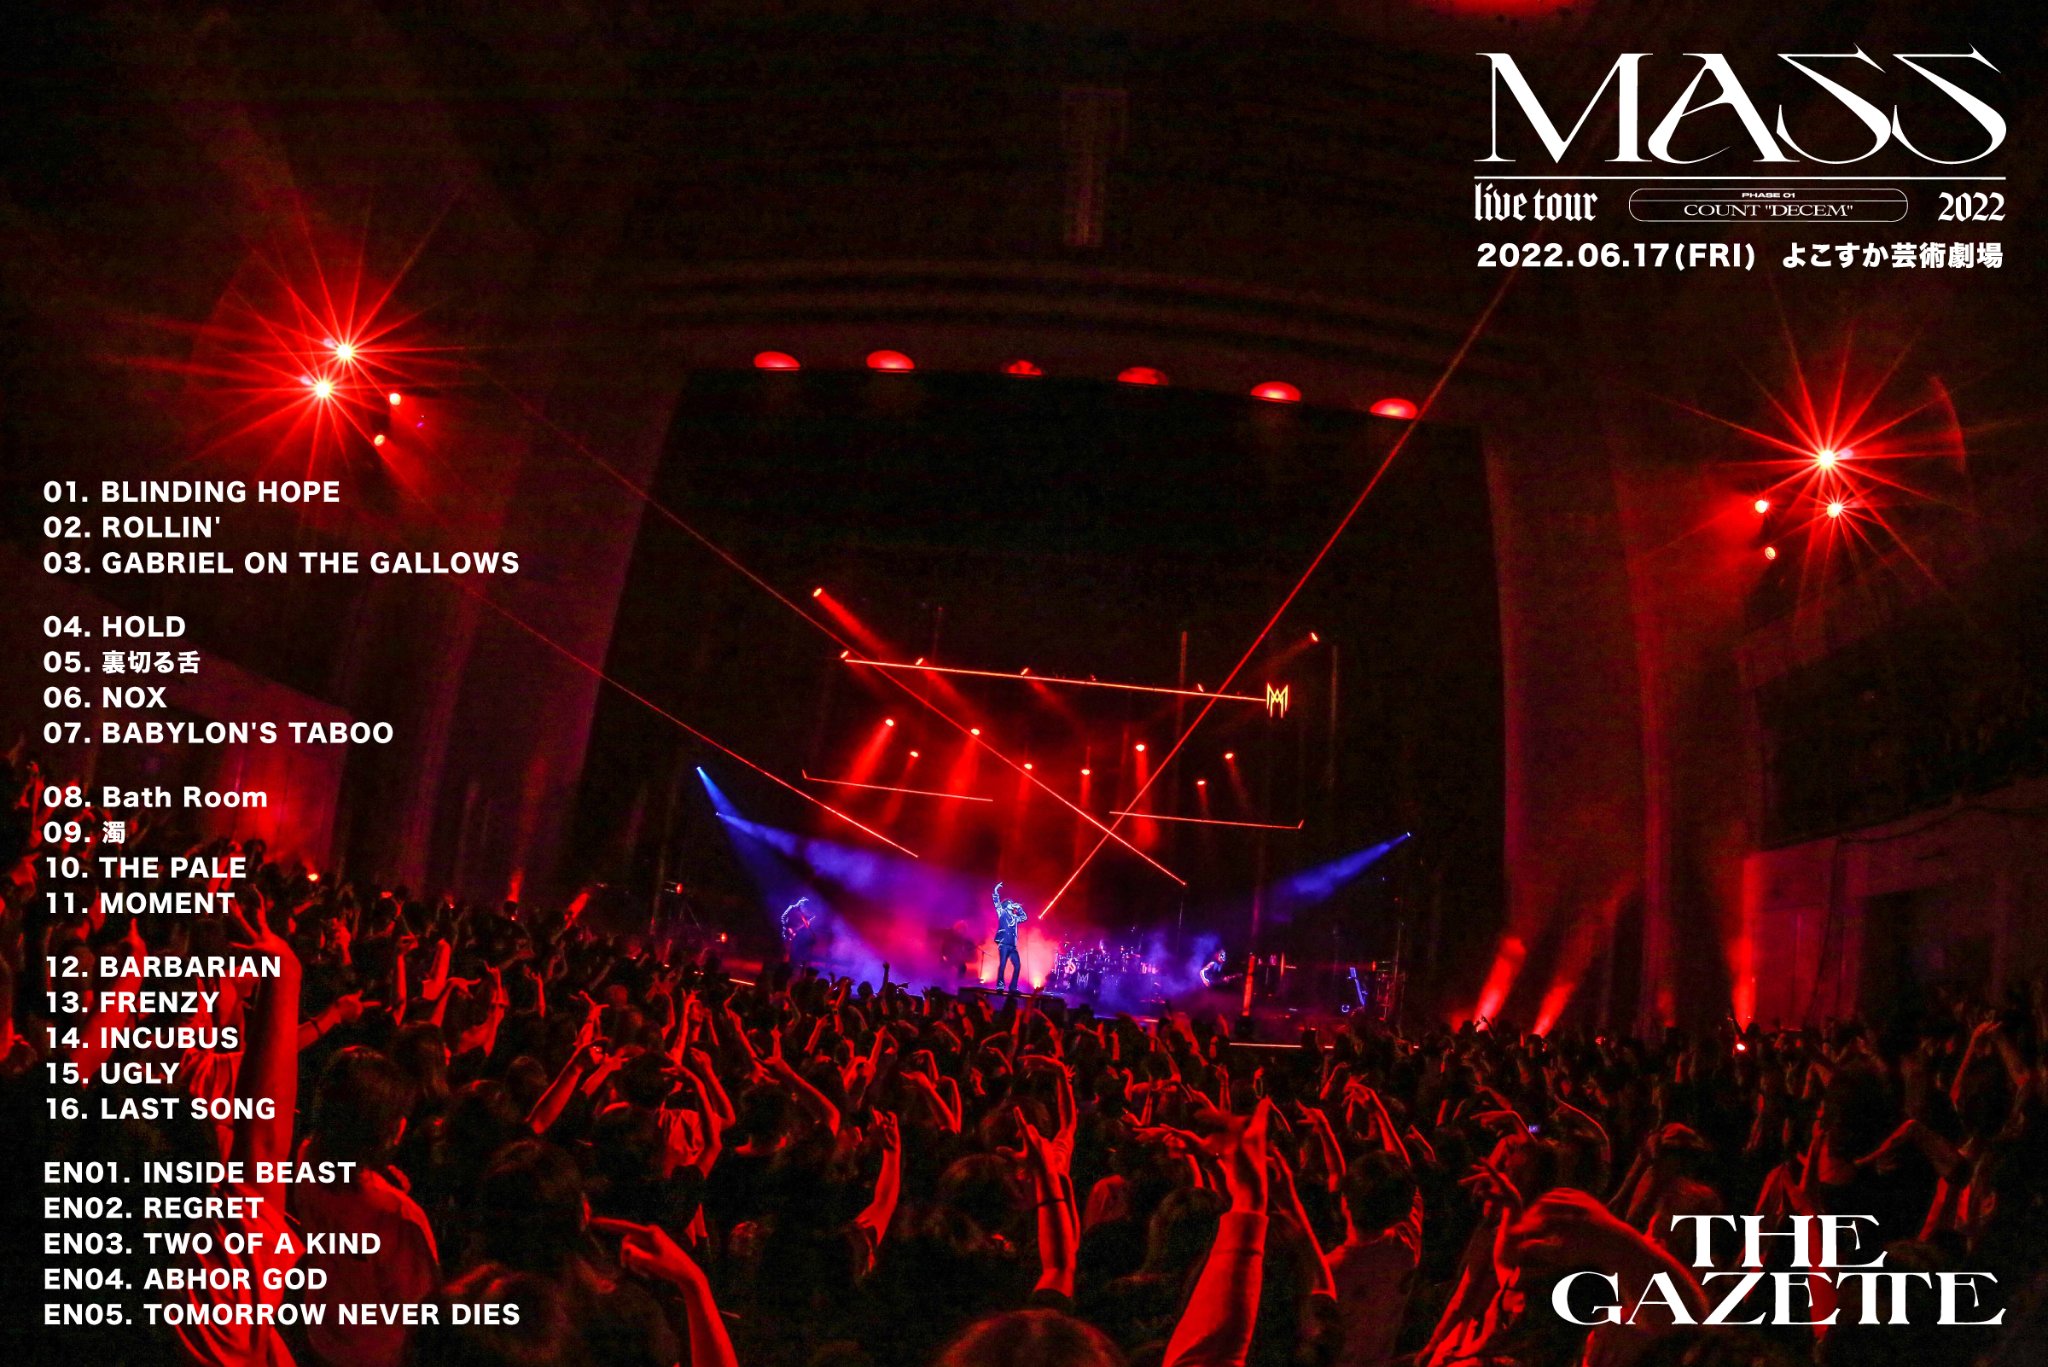 MASS
live tour
PHASE 01
COUNT "DECEM"
2022
2022.06.17(FRI) よこすか芸術劇場
01. BLINDING HOPE
02. ROLLIN'
03. GABRIEL ON THE GALLOWS
04. HOLD
05. 裏切る舌
06. NOX
07. BABYLON'S TABOO
08. Bath Room
09. 濁
10. THE PALE
11. MOMENT
12. BARBARIAN
13. FRENZY
14. INCUBUS
15. UGLY
16. LAST SONG
EN01. INSIDE BEAST
EN02. REGRET
EN03. TWO OF A KIND
EN04. ABHOR GOD
EN05. TOMORROW NEVER DIES
THE
GAZETTE